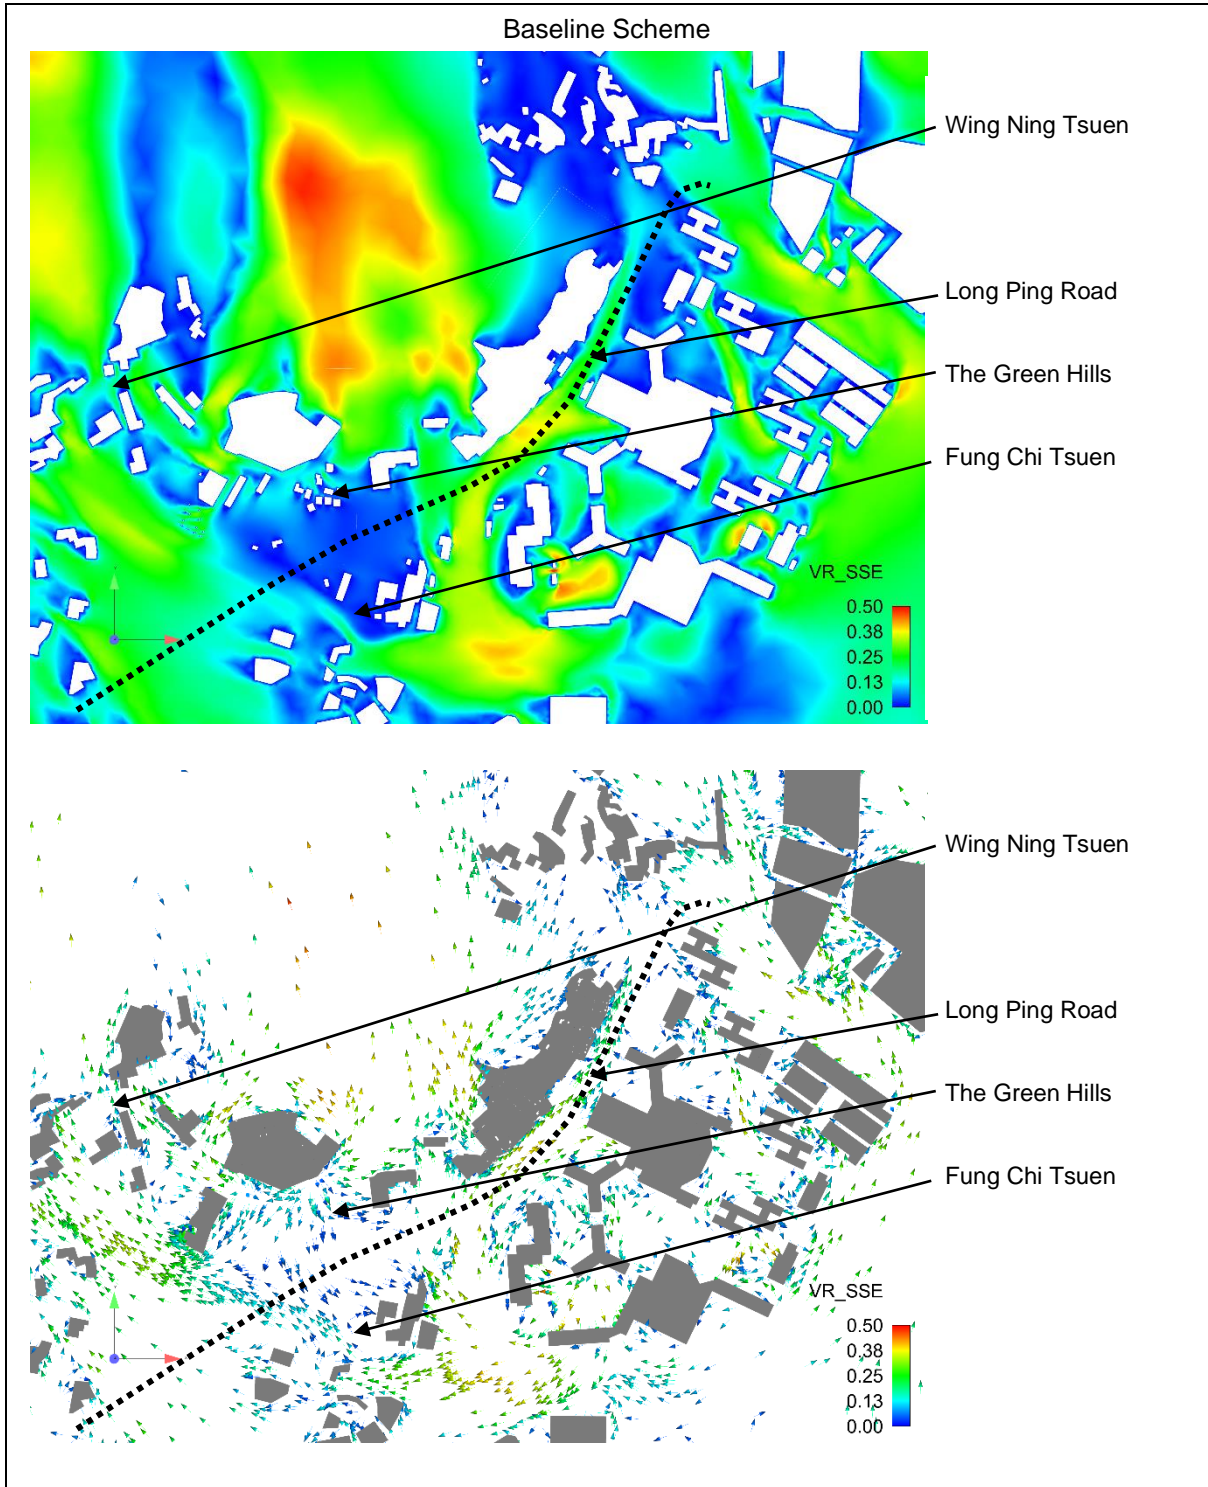 Baseline Scheme
Wing Ning Tsuen
Long Ping Road
The Green Hills
Fung Chi Tsuen
VR_SSE
0.50
0.38
0.25
0.13
0.00
Wing Ning Tsuen
Long Ping Road
The Green Hills
Fung Chi Tsuen
VR_SSE
0.50
0.38
0.25
0.13
0.00